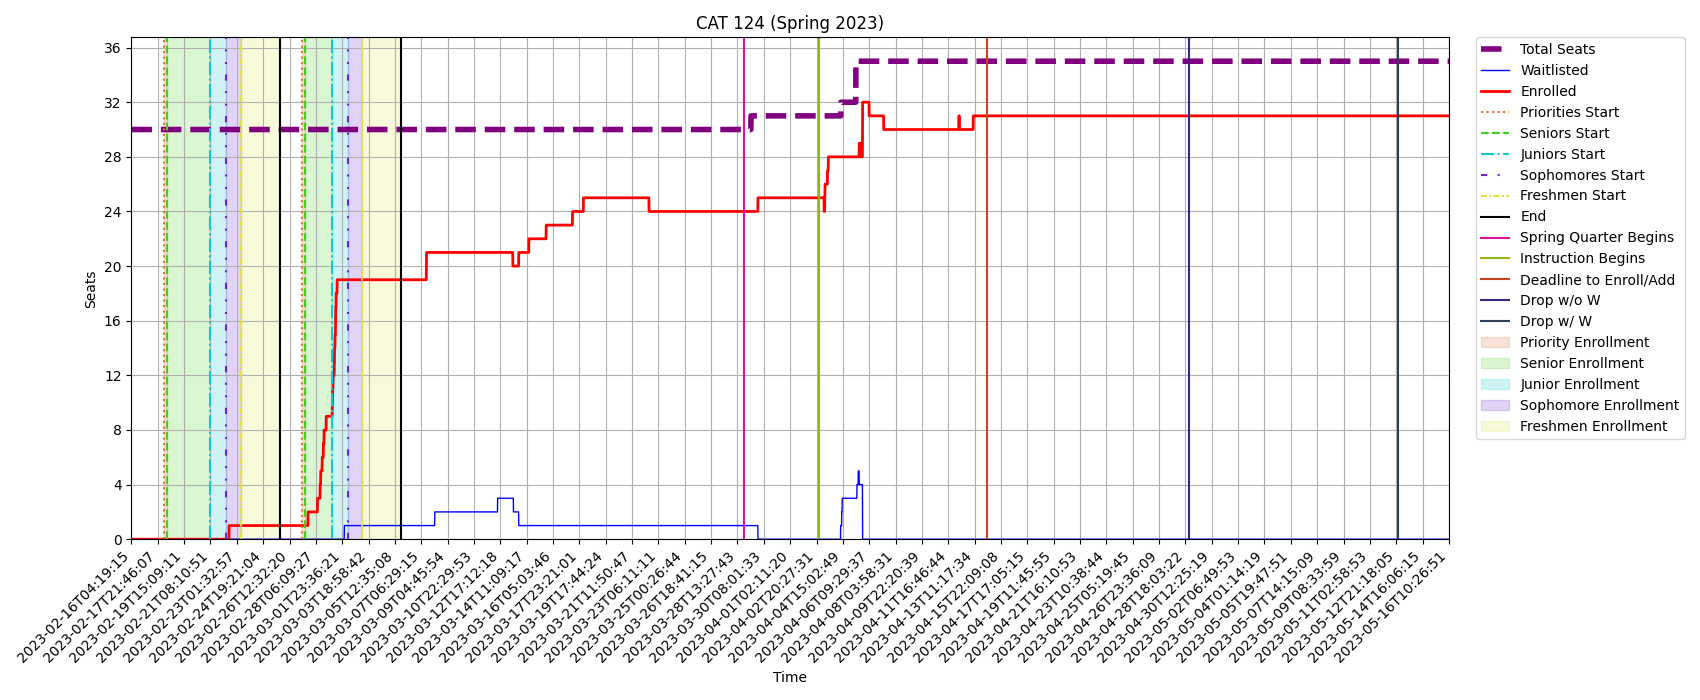 CAT 124 (Spring 2023)
Seats
36
32
28
24
20
16
12
8
4
0
2023-02-16T04:19:15
2023-02-17T21:46:07
2023-02-19T15:09:11
2023-02-21T08:10:51
2023-02-23T01:32:57
2023-02-24T19:21:04
2023-02-26T12:32:20
2023-02-28T06:09:27
2023-03-01T23:36:21
2023-03-03T18:58:42
2023-03-05T12:35:08
2023-03-07T06:29:15
2023-03-09T04:45:54
2023-03-10T22:29:53
2023-03-12T17:12:18
2023-03-14T11:09:17
2023-03-16T05:03:46
2023-03-17T23:21:01
2023-03-19T17:44:24
2023-03-21T11:50:47
2023-03-23T06:11:11
2023-03-25T00:26:44
2023-03-26T18:41:15
2023-03-28T13:27:43
2023-03-30T08:01:33
2023-04-01T02:11:20
2023-04-02T20:27:31
2023-04-04T15:02:49
2023-04-06T09:29:37
2023-04-08T03:58:31
2023-04-09T22:20:39
2023-04-11T16:46:44
2023-04-13T11:17:34
2023-04-15T22:09:08
2023-04-17T17:05:15
2023-04-19T11:45:55
2023-04-21T16:10:53
2023-04-23T10:38:44
2023-04-25T05:19:45
2023-04-26T23:36:09
2023-04-28T18:03:22
2023-04-30T12:25:19
2023-05-02T06:49:53
2023-05-04T01:14:19
2023-05-05T19:47:51
2023-05-07T14:15:09
2023-05-09T08:33:59
2023-05-11T02:58:53
2023-05-12T21:18:05
2023-05-14T16:06:15
2023-05-16T10:26:51
Time
Total Seats
Waitlisted
Enrolled
Priorities Start
Seniors Start
Juniors Start
Sophomores Start
Freshmen Start
End
Spring Quarter Begins
Instruction Begins
Deadline to Enroll/Add
Drop w/o W
Drop w/ W
Priority Enrollment
Senior Enrollment
Junior Enrollment
Sophomore Enrollment
Freshmen Enrollment